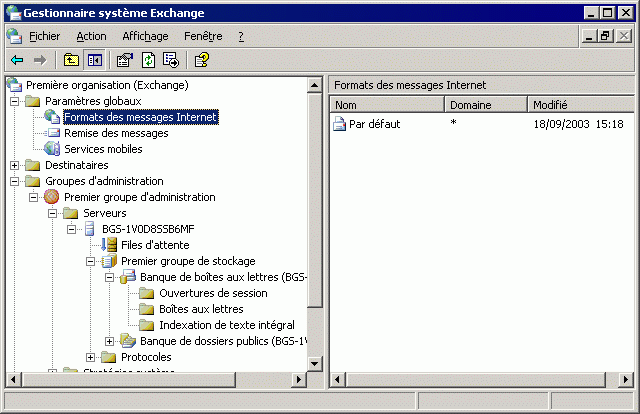 Gestionnaire système Exchange
Fichier Action Affichage Fenêtre ?
Première organisation (Exchange)
Paramètres globaux
Formats des messages Internet
Remise des messages
Services mobiles
Destinataires
Groupes d'administration
Premier groupe d'administration
Serveurs
BGS-1V0D8SSB6MF
Files d'attente
Premier groupe de stockage
Banque de boîtes aux lettres (BGS-
Ouvertures de session
Boîtes aux lettres
Indexation de texte intégral
Banque de dossiers publics (BGS-1V
Protocoles
Stratégies système
Formats des messages Internet
Nom Domaine Modifié
Par défaut * 18/09/2003 15:18